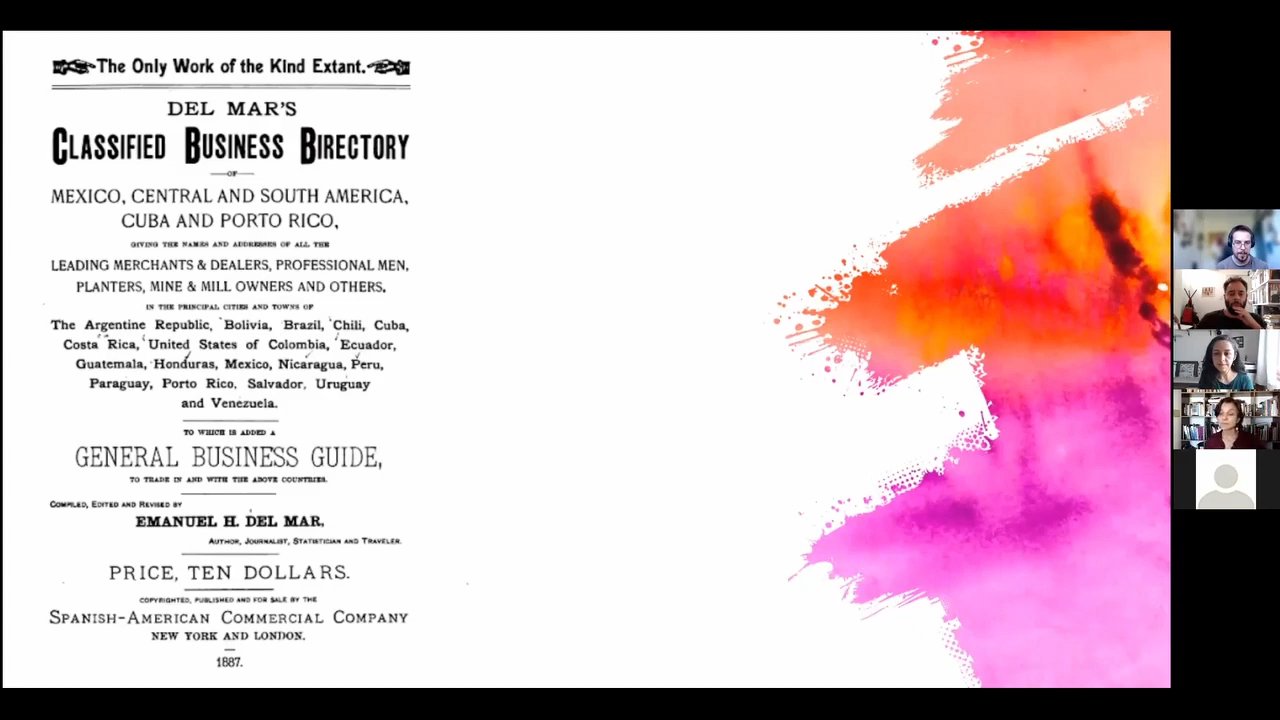 The Only Work of the Kind Extant.
DEL MAR'S
CLASSIFIED BUSINESS DIRECTORY
OF
MEXICO, CENTRAL AND SOUTH AMERICA,
CUBA AND PORTO RICO,
GIVING THE NAMES AND ADDRESSES OF ALL THE
LEADING MERCHANTS & DEALERS, PROFESSIONAL MEN,
PLANTERS, MINE & MILL OWNERS AND OTHERS,
IN THE PRINCIPAL CITIES AND TOWNS OF
The Argentine Republic, Bolivia, Brazil, Chili, Cuba,
Costa Rica, United States of Colombia, Ecuador,
Guatemala, Honduras, Mexico, Nicaragua, Peru,
Paraguay, Porto Rico, Salvador, Uruguay
and Venezuela.
TO WHICH IS ADDED A
GENERAL BUSINESS GUIDE,
TO TRADE IN AND WITH THE ABOVE COUNTRIES.
COMPILED, EDITED AND REVISED BY
EMANUEL H. DEL MAR,
AUTHOR, JOURNALIST, STATISTICIAN AND TRAVELER.
PRICE, TEN DOLLARS.
COPYRIGHTED, PUBLISHED AND FOR SALE BY THE
SPANISH-AMERICAN COMMERCIAL COMPANY
NEW YORK AND LONDON.
1887.